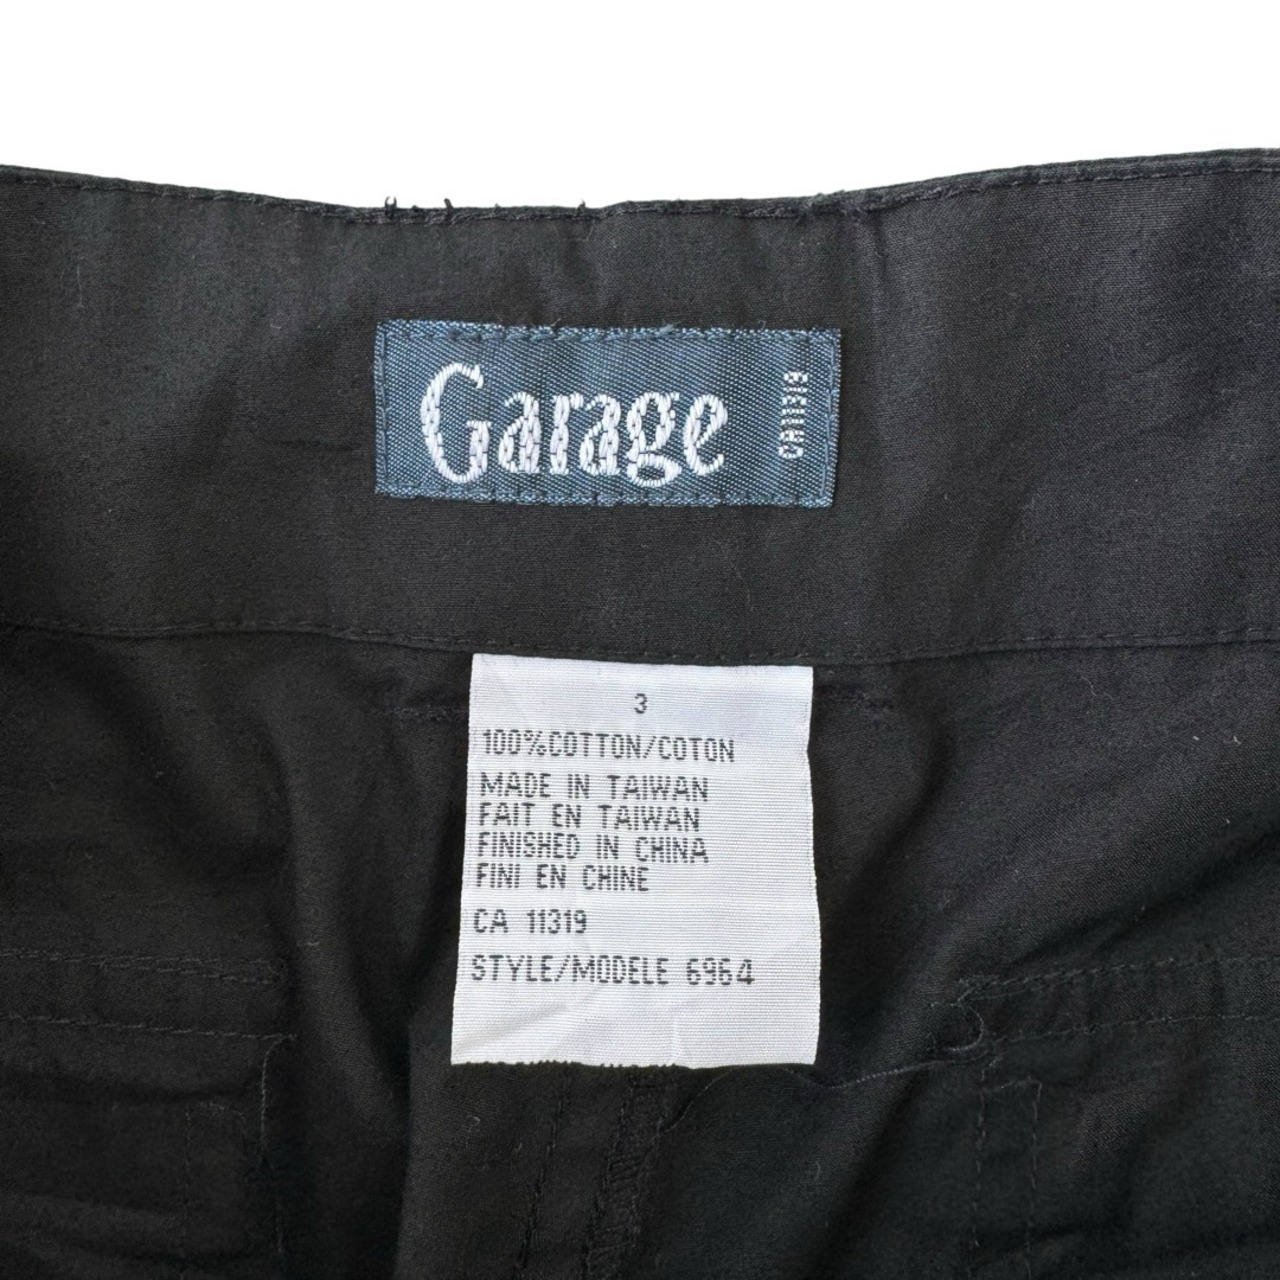 Garage
3
100%COTTON/COTON
MADE IN TAIWAN
FAIT EN TAIWAN
FINISHED IN CHINA
FINI EN CHINE
CA 11319
STYLE/MODELE 6964